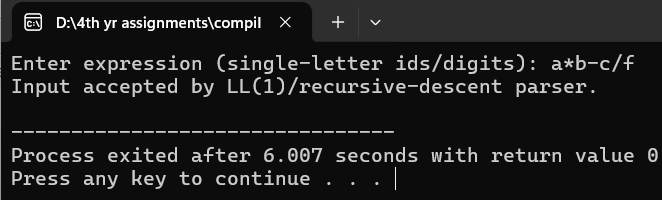 D:\4th yr assignments\compil
Enter expression (single-letter ids/digits): a*b-c/f
Input accepted by LL(1)/recursive-descent parser.
--------------------------------
Process exited after 6.007 seconds with return value 0
Press any key to continue . . .